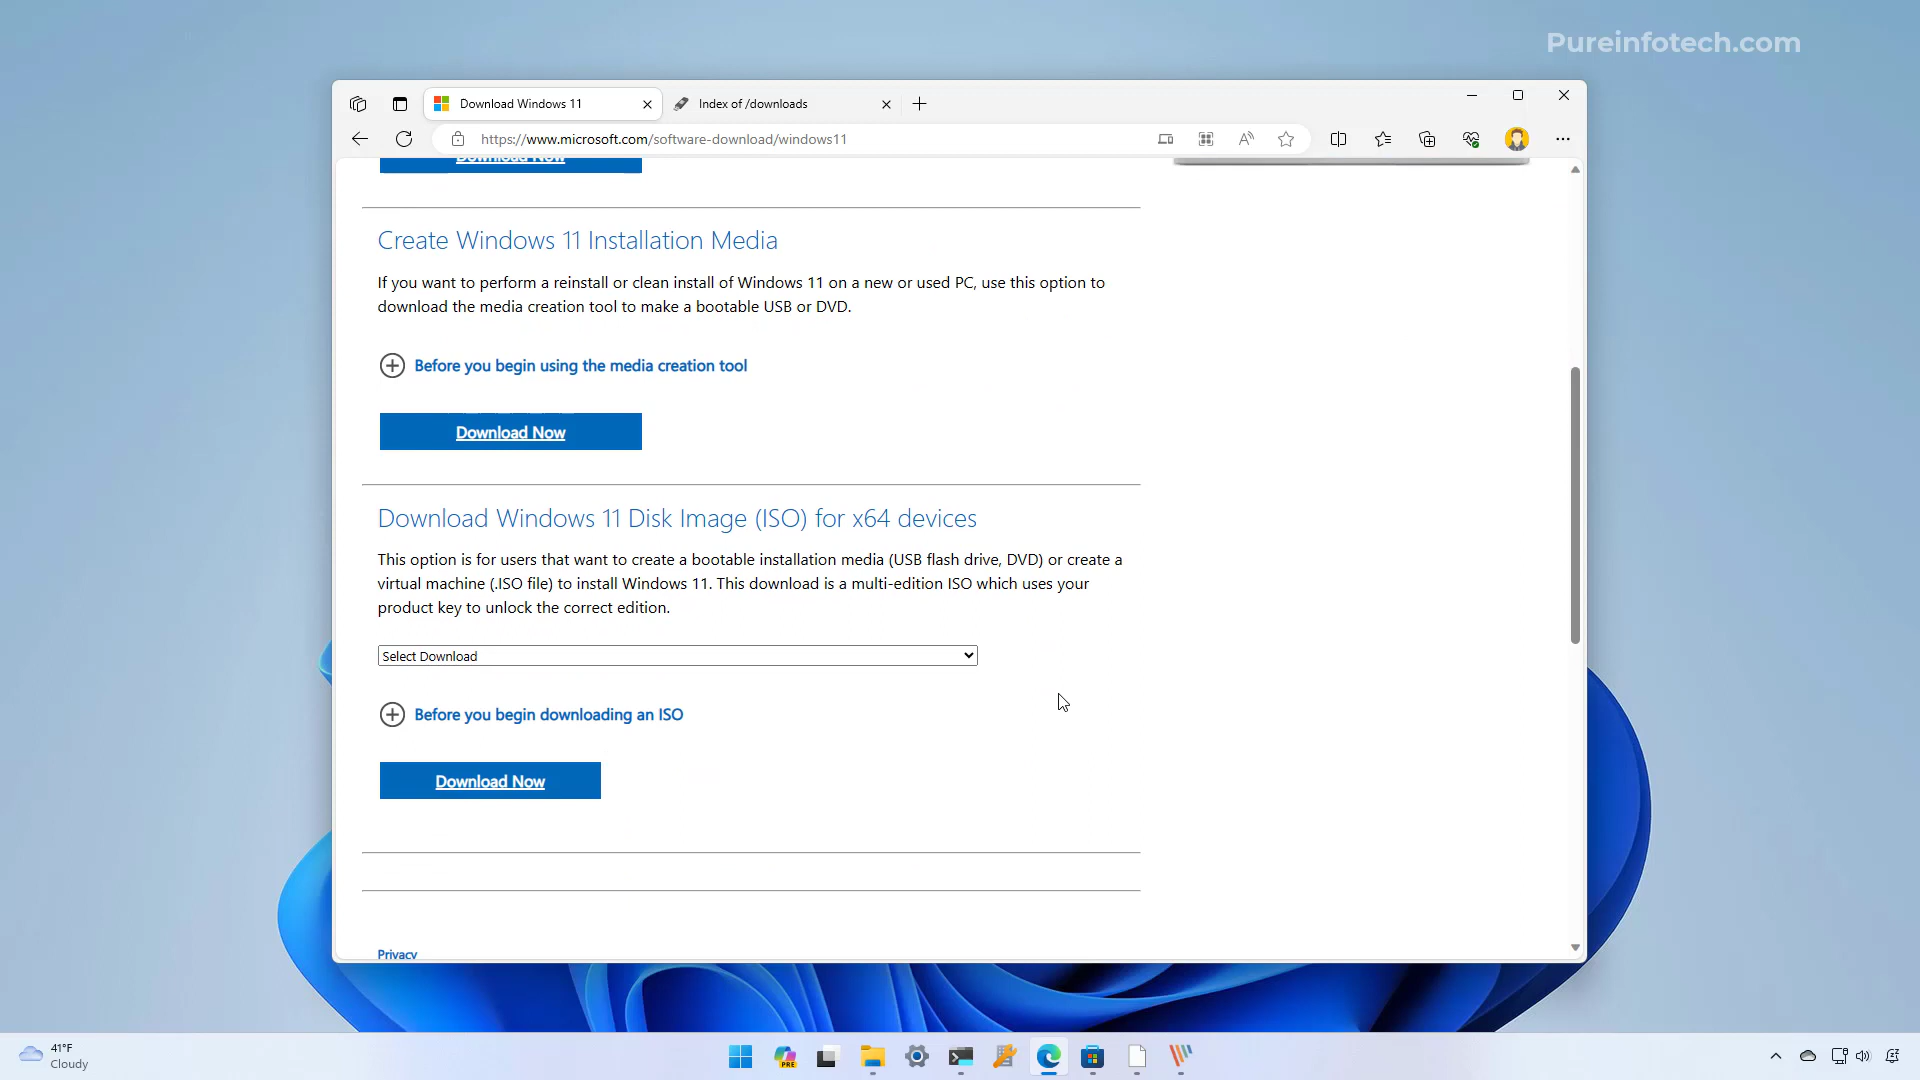 Pureinfotech.com
Download Windows 11
Index of /downloads
https://www.microsoft.com/software-download/windows11
Download Now
Create Windows 11 Installation Media
If you want to perform a reinstall or clean install of Windows 11 on a new or used PC, use this option to
download the media creation tool to make a bootable USB or DVD.
Before you begin using the media creation tool
Download Now
Download Windows 11 Disk Image (ISO) for x64 devices
This option is for users that want to create a bootable installation media (USB flash drive, DVD) or create a
virtual machine (.ISO file) to install Windows 11. This download is a multi-edition ISO which uses your
product key to unlock the correct edition.
Select Download
Before you begin downloading an ISO
Download Now
Privacy
41°F
Cloudy
PRE